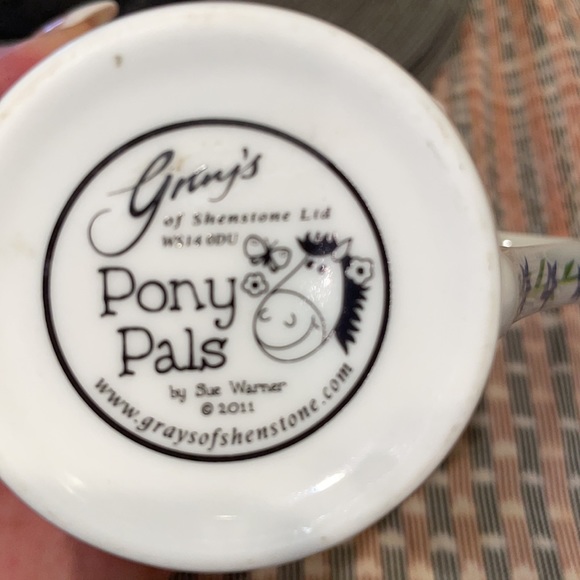 Gray's
of Shenstone Ltd
WS14 0DU
Pony
Pals
by Sue Warner
© 2011
www.graysofshenstone.com